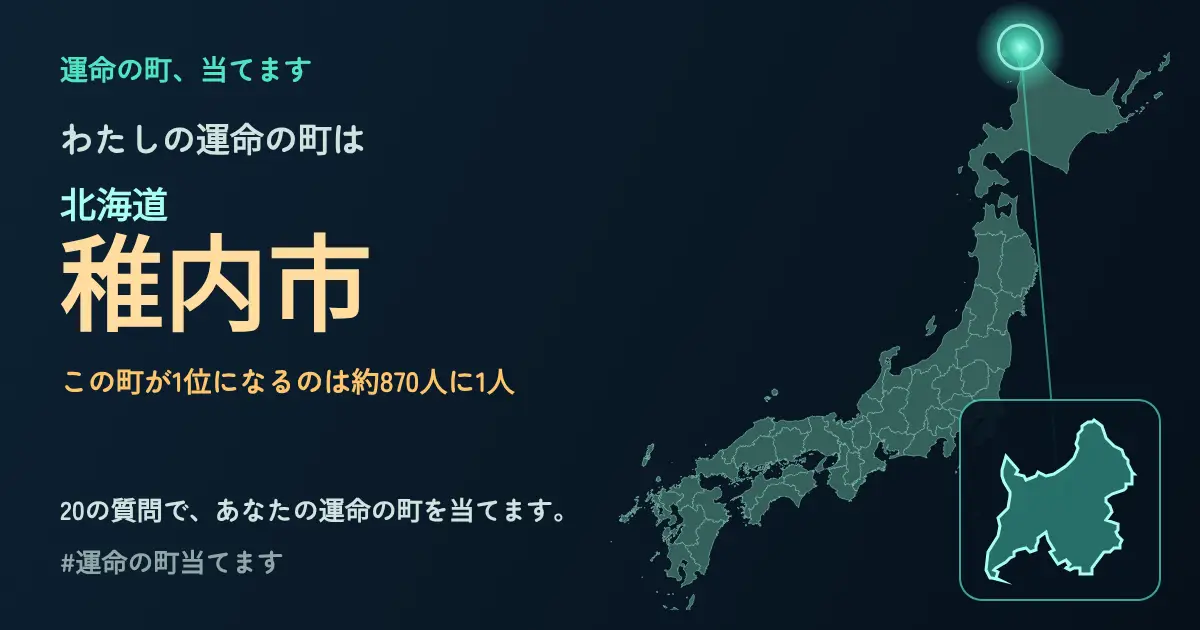 運命の町、当てます
わたしの運命の町は
北海道
稚内市
この町が1位になるのは約870人に1人
20の質問で、あなたの運命の町を当てます。
#運命の町当てます